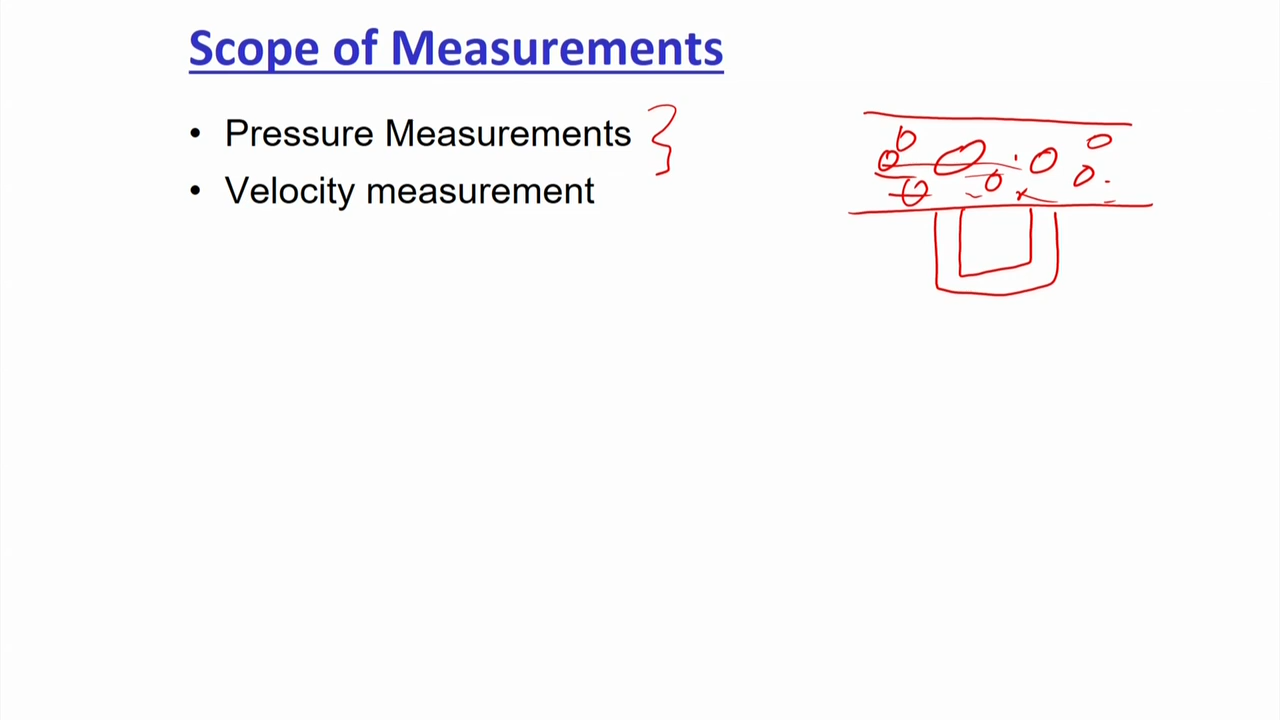 Scope of Measurements
• Pressure Measurements
• Velocity measurement